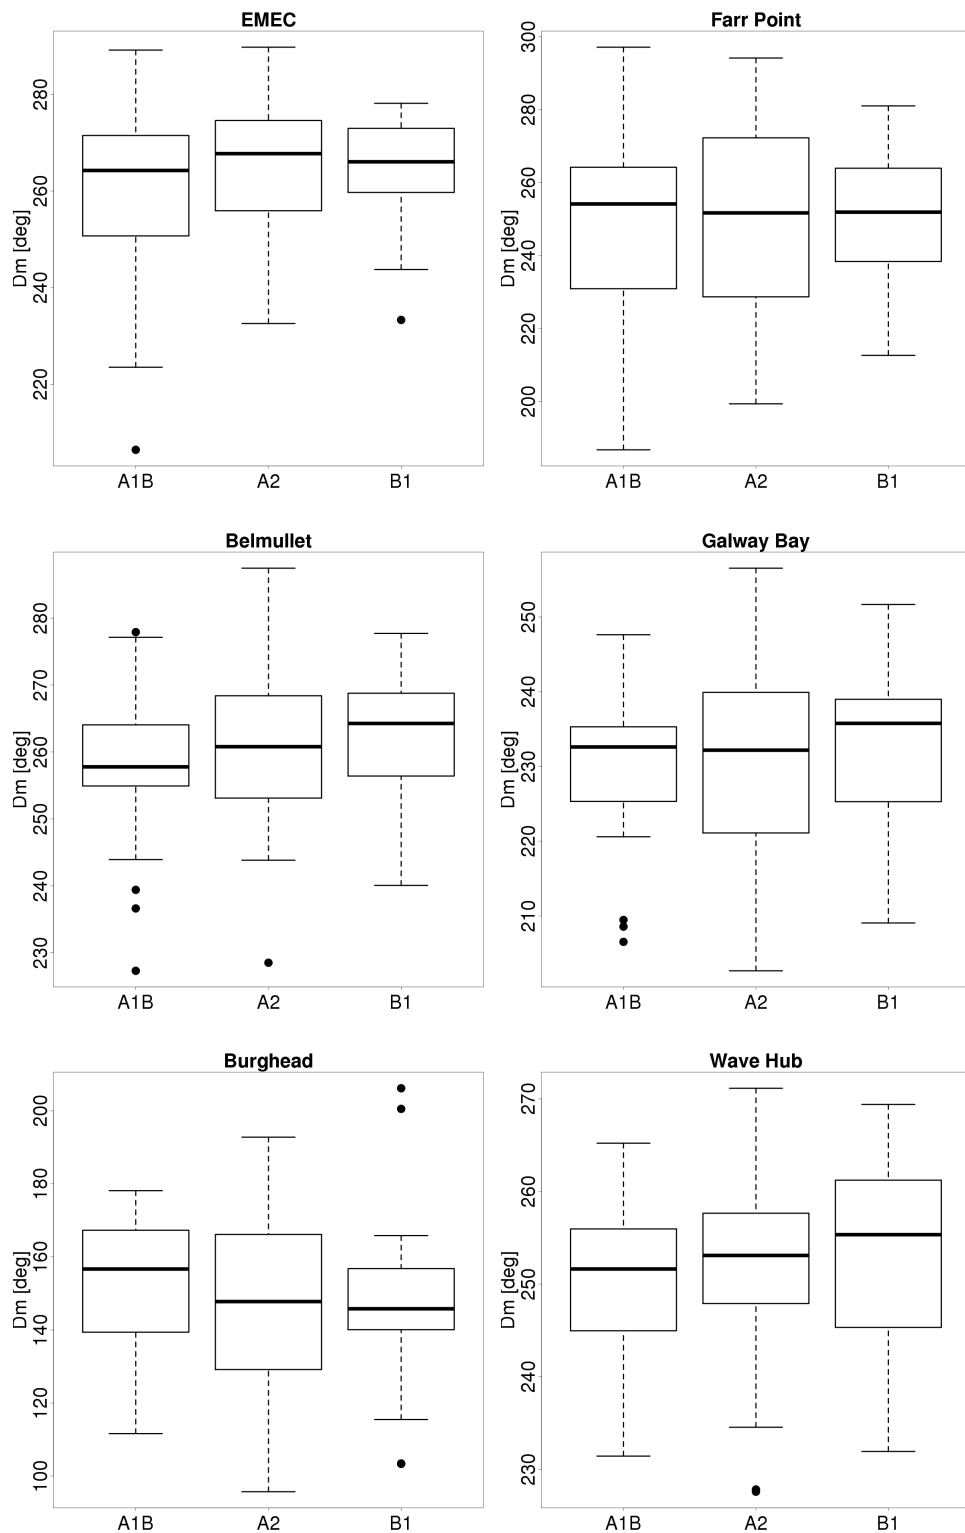 EMEC
Dm [deg]
280
260
240
220
A1B A2 B1
Farr Point
Dm [deg]
300
280
260
240
220
200
A1B A2 B1
Belmullet
Dm [deg]
280
270
260
250
240
230
A1B A2 B1
Galway Bay
Dm [deg]
250
240
230
220
210
A1B A2 B1
Burghead
Dm [deg]
200
180
160
140
120
100
A1B A2 B1
Wave Hub
Dm [deg]
270
260
250
240
230
A1B A2 B1